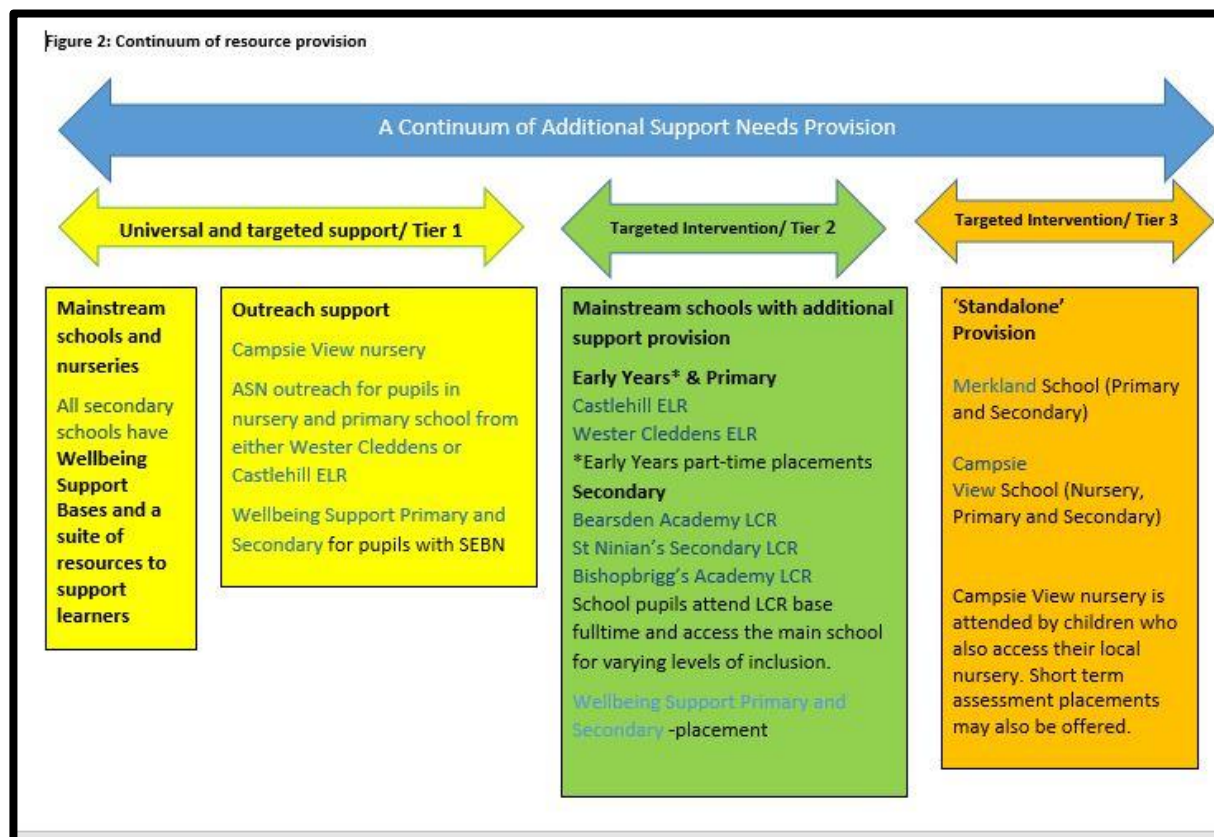 Figure 2: Continuum of resource provision
A Continuum of Additional Support Needs Provision
Universal and targeted support/ Tier 1
Targeted Intervention/ Tier 2
Targeted Intervention/ Tier 3
Mainstream
schools and
nurseries
All secondary
schools have
Wellbeing
Support
Bases and a
suite of
resources to
support
learners
Outreach support
Campsie View nursery
ASN outreach for pupils in
nursery and primary school from
either Wester Cleddens or
Castlehill ELR
Wellbeing Support Primary and
Secondary for pupils with SEBN
Mainstream schools with additional
support provision
Early Years* & Primary
Castlehill ELR
Wester Cleddens ELR
*Early Years part-time placements
Secondary
Bearsden Academy LCR
St Ninian's Secondary LCR
Bishopbrigg's Academy LCR
School pupils attend LCR base
fulltime and access the main school
for varying levels of inclusion.
Wellbeing Support Primary and
Secondary -placement
'Standalone'
Provision
Merkland School (Primary
and Secondary)
Campsie
View School (Nursery,
Primary and Secondary)
Campsie View nursery is
attended by children who
also access their local
nursery. Short term
assessment placements
may also be offered.